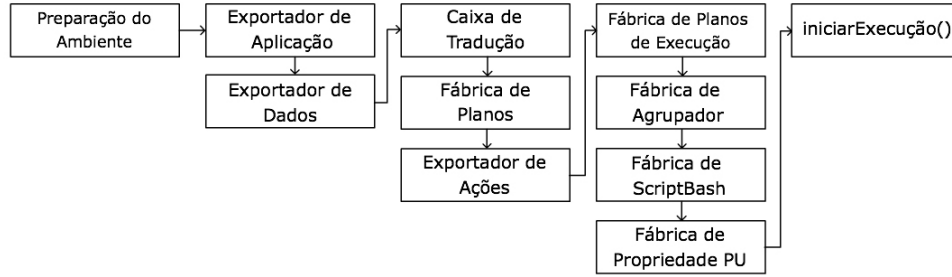 Preparação do
Ambiente
Exportador de
Aplicação
Exportador de
Dados
Caixa de
Tradução
Fábrica de
Planos
Exportador de
Ações
Fábrica de Planos
de Execução
Fábrica de
Agrupador
Fábrica de
ScriptBash
Fábrica de
Propriedade PU
iniciarExecução()